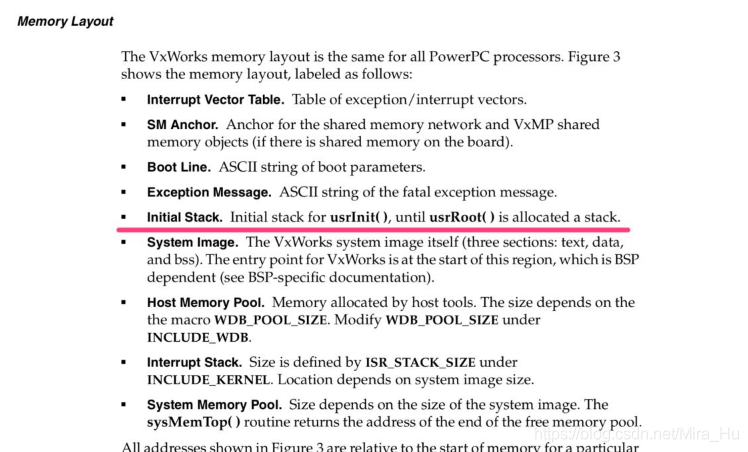 Memory Layout
The VxWorks memory layout is the same for all PowerPC processors. Figure 3
shows the memory layout, labeled as follows:
▪ Interrupt Vector Table. Table of exception/interrupt vectors.
▪ SM Anchor. Anchor for the shared memory network and VxMP shared
memory objects (if there is shared memory on the board).
▪ Boot Line. ASCII string of boot parameters.
▪ Exception Message. ASCII string of the fatal exception message.
▪ Initial Stack. Initial stack for usrInit( ), until usrRoot( ) is allocated a stack.
▪ System Image. The VxWorks system image itself (three sections: text, data,
and bss). The entry point for VxWorks is at the start of this region, which is BSP
dependent (see BSP-specific documentation).
▪ Host Memory Pool. Memory allocated by host tools. The size depends on the
the macro WDB_POOL_SIZE. Modify WDB_POOL_SIZE under
INCLUDE_WDB.
▪ Interrupt Stack. Size is defined by ISR_STACK_SIZE under
INCLUDE_KERNEL. Location depends on system image size.
▪ System Memory Pool. Size depends on the size of the system image. The
sysMemTop( ) routine returns the address of the end of the free memory pool.
All addresses shown in Figure 3 are relative to the start of memory for a particular
https://blog.csdn.net/Mira_Hu